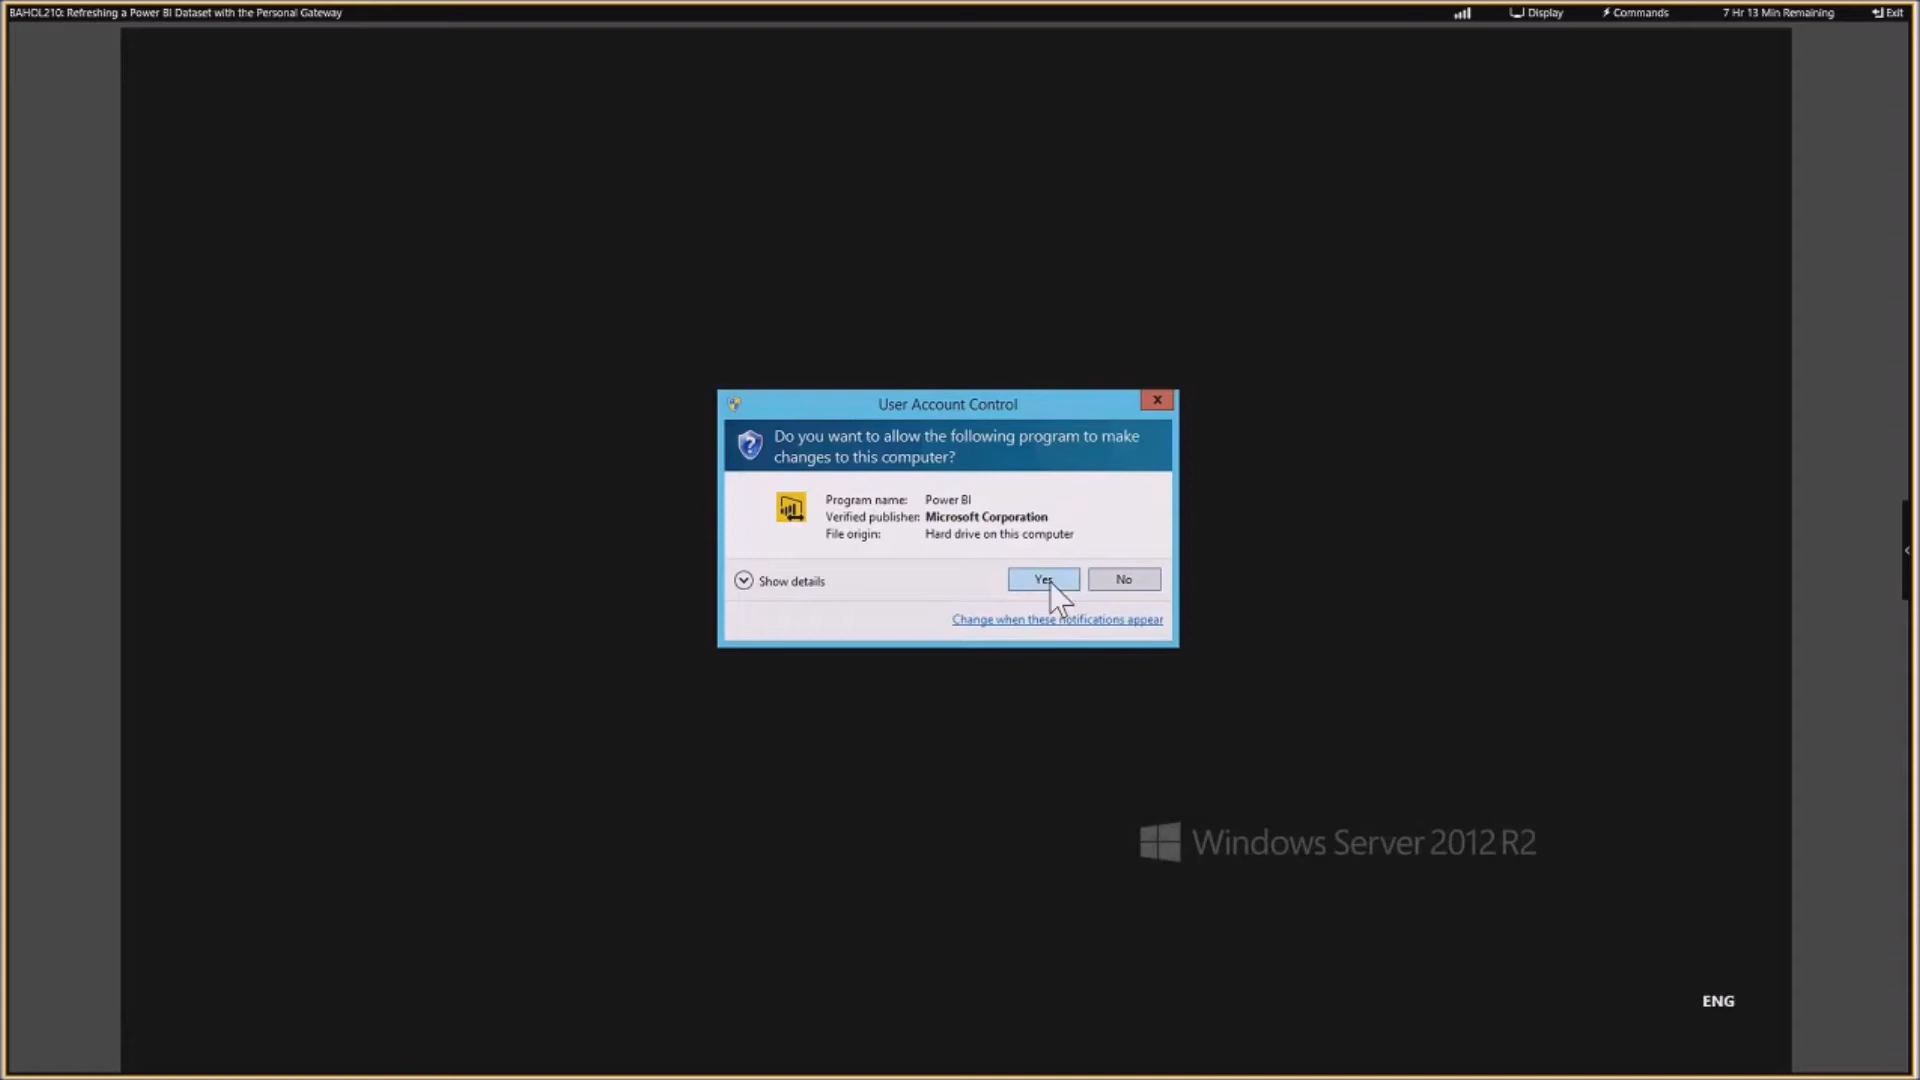 BAHOL210: Refreshing a Power BI Dataset with the Personal Gateway
Display
Commands
7 Hr 13 Min Remaining
Exit
User Account Control
X
Do you want to allow the following program to make
changes to this computer?
Program name: Power BI
Verified publisher: Microsoft Corporation
File origin: Hard drive on this computer
Show details
Yes
No
Change when these notifications appear
Windows Server 2012 R2
ENG